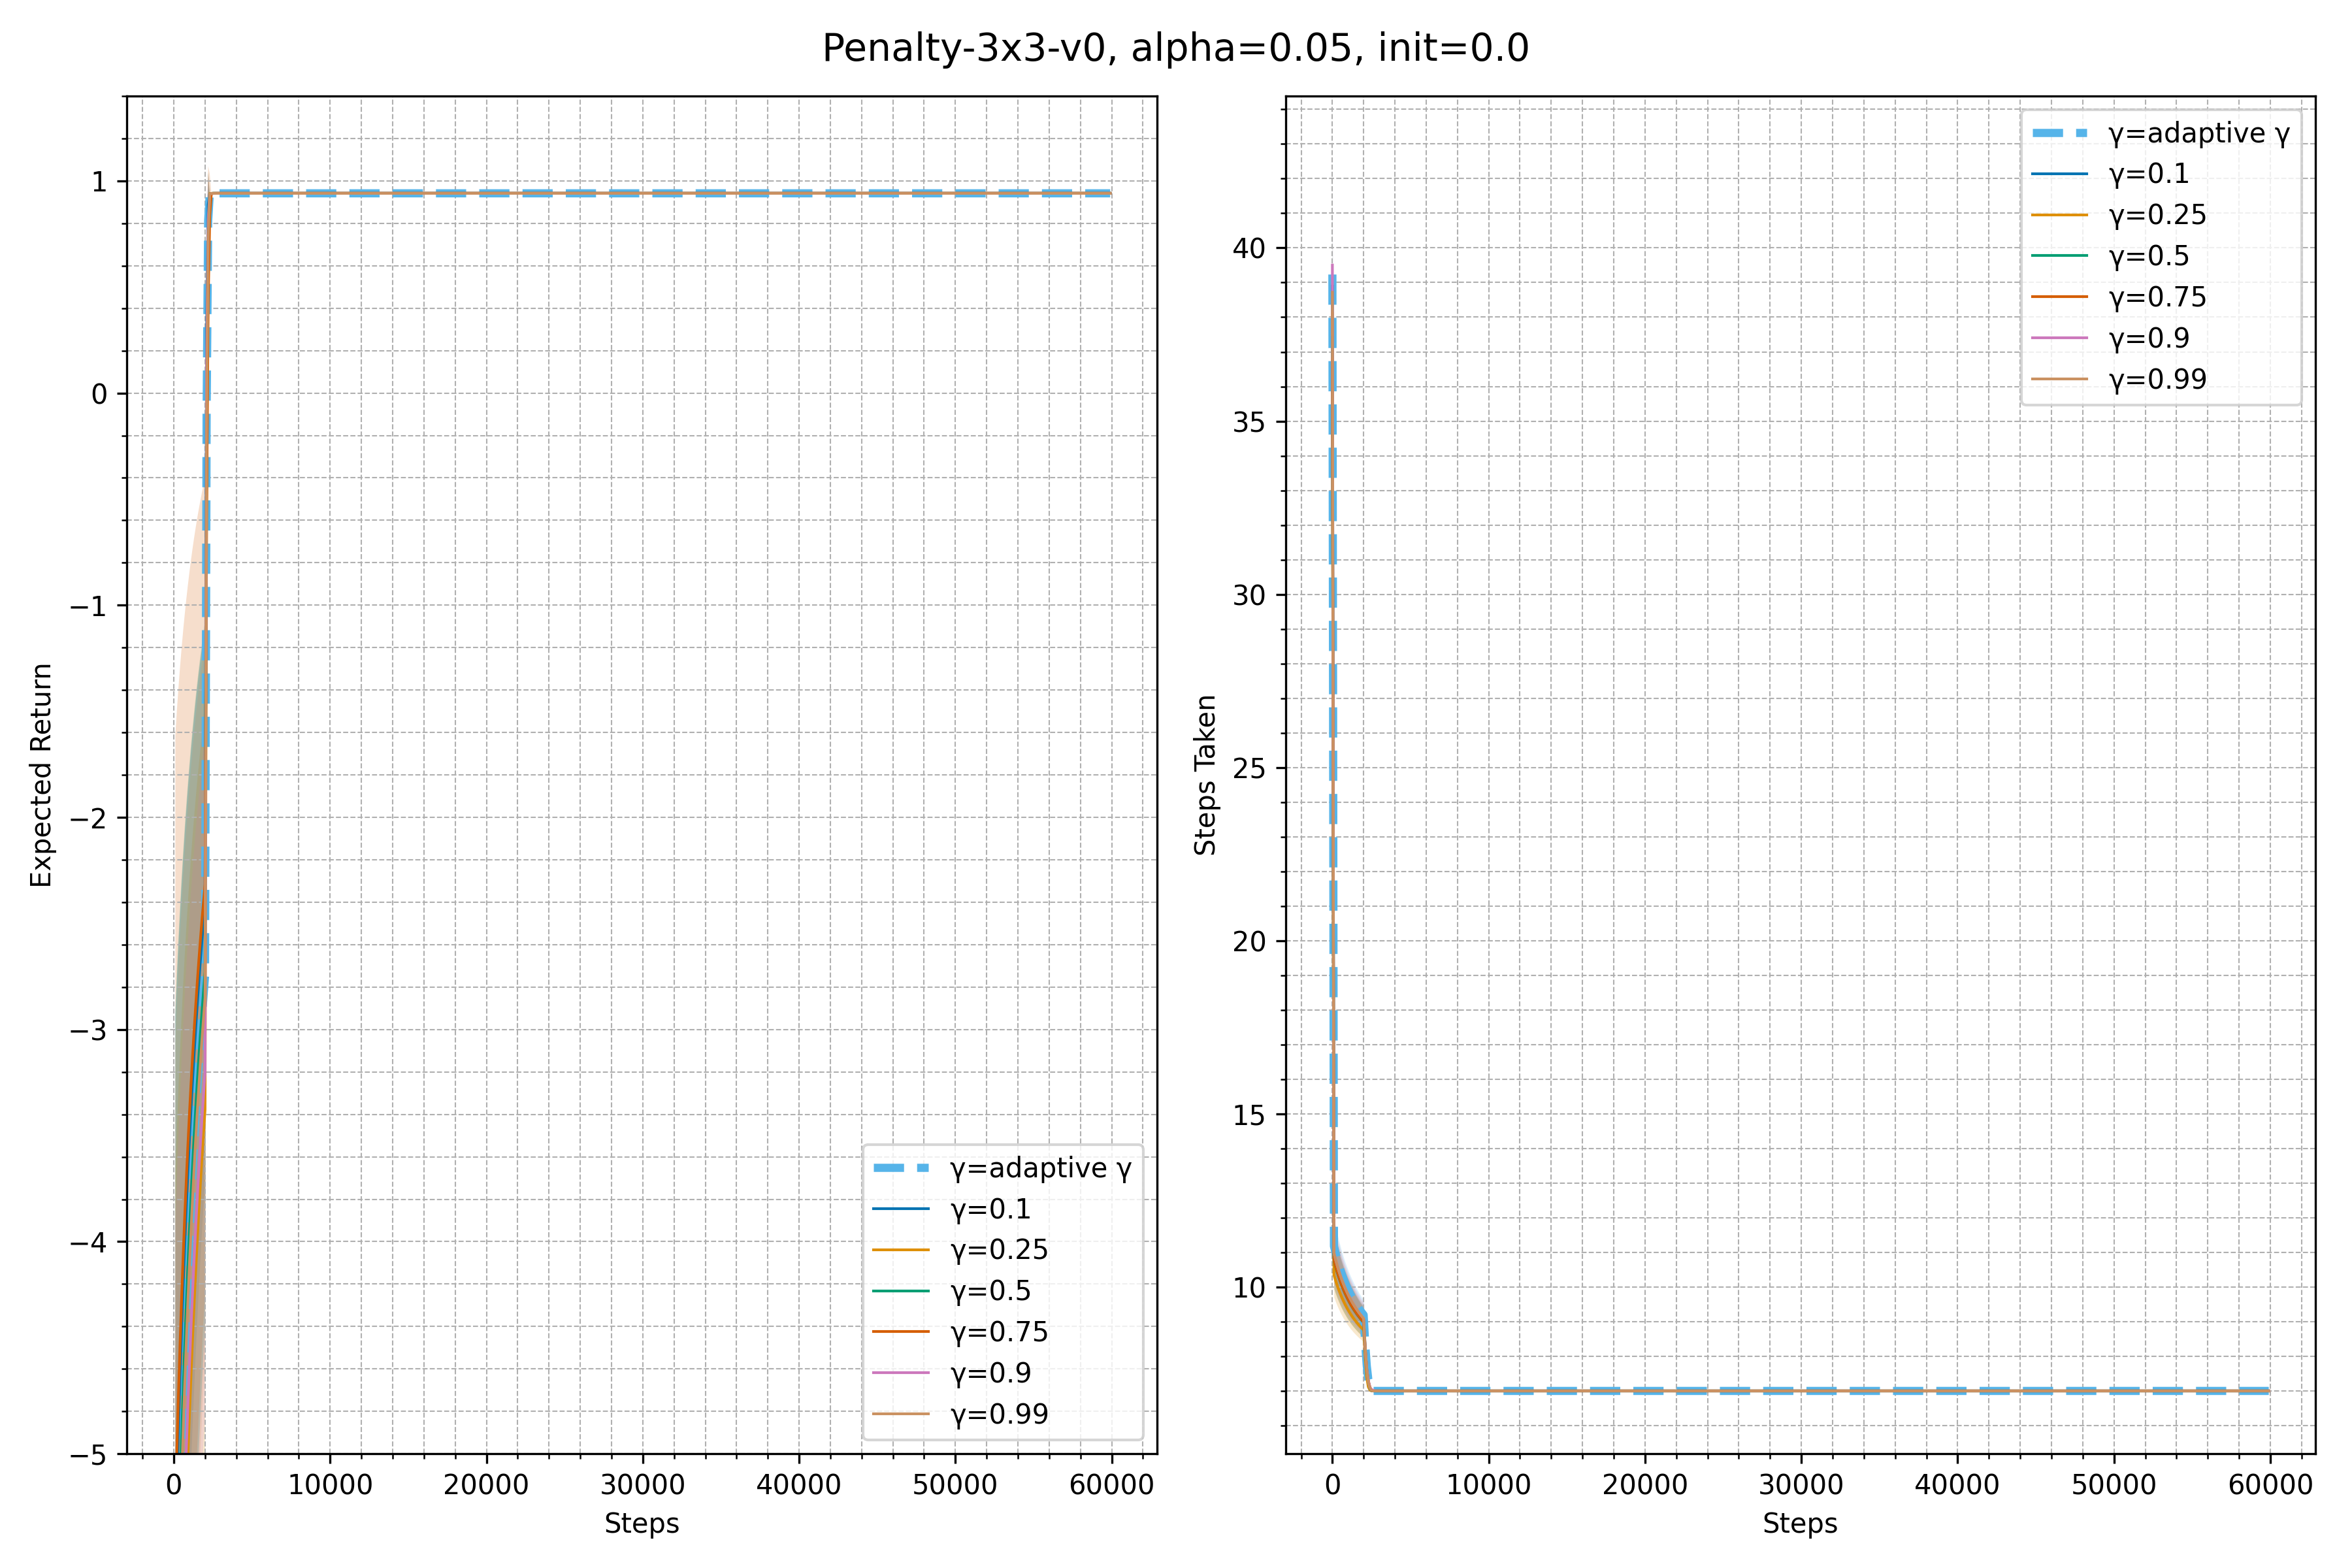 Penalty-3x3-v0, alpha=0.05, init=0.0
Expected Return
1
0
−1
−2
−3
−4
−5
0
10000
20000
30000
40000
50000
60000
Steps
γ=adaptive γ
γ=0.1
γ=0.25
γ=0.5
γ=0.75
γ=0.9
γ=0.99
Steps Taken
40
35
30
25
20
15
10
0
10000
20000
30000
40000
50000
60000
Steps
γ=adaptive γ
γ=0.1
γ=0.25
γ=0.5
γ=0.75
γ=0.9
γ=0.99